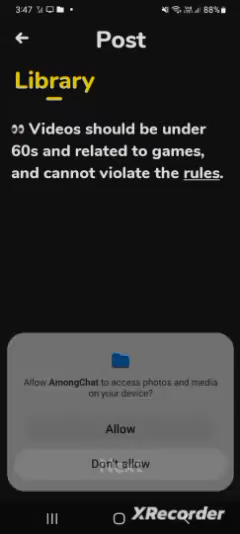 3:47
88%
Post
Library
👀 Videos should be under
60s and related to games,
and cannot violate the rules.
Allow AmongChat to access photos and media
on your device?
Allow
Don't allow
Next
XRecorder